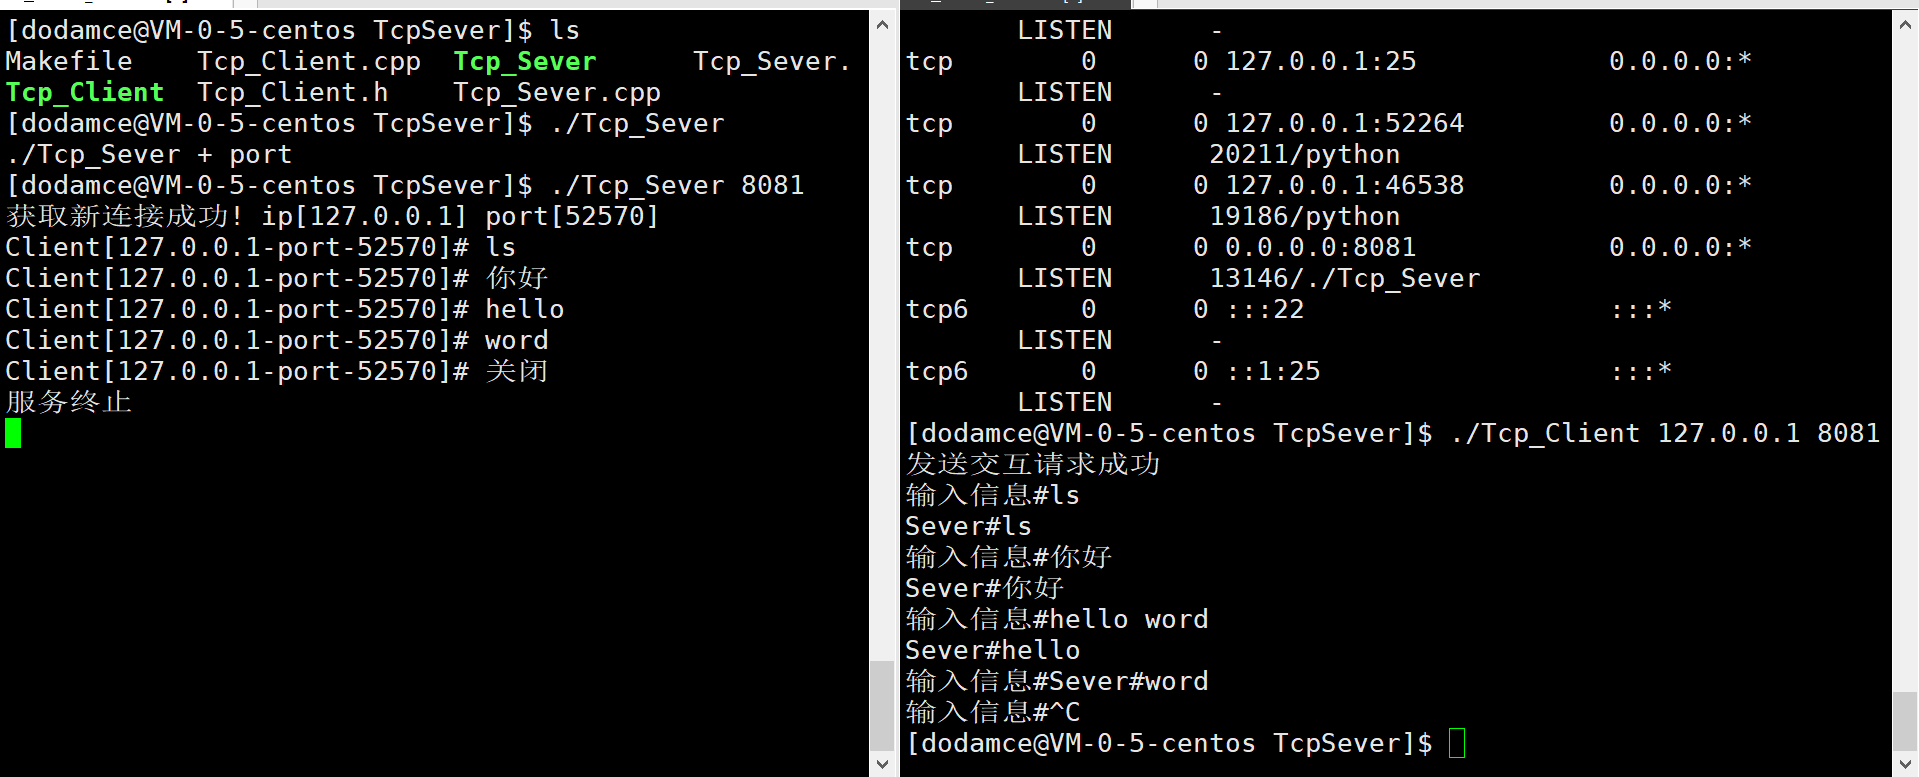 [dodamce@VM-0-5-centos TcpSever]$ ls
Makefile    Tcp_Client.cpp  Tcp_Sever      Tcp_Sever.
Tcp_Client  Tcp_Client.h    Tcp_Sever.cpp
[dodamce@VM-0-5-centos TcpSever]$ ./Tcp_Sever
./Tcp_Sever + port
[dodamce@VM-0-5-centos TcpSever]$ ./Tcp_Sever 8081
获取新连接成功! ip[127.0.0.1] port[52570]
Client[127.0.0.1-port-52570]# ls
Client[127.0.0.1-port-52570]# 你好
Client[127.0.0.1-port-52570]# hello
Client[127.0.0.1-port-52570]# word
Client[127.0.0.1-port-52570]# 关闭
服务终止
LISTEN      -
tcp        0      0 127.0.0.1:25            0.0.0.0:*
LISTEN      -
tcp        0      0 127.0.0.1:52264         0.0.0.0:*
LISTEN      20211/python
tcp        0      0 127.0.0.1:46538         0.0.0.0:*
LISTEN      19186/python
tcp        0      0 0.0.0.0:8081            0.0.0.0:*
LISTEN      13146/./Tcp_Sever
tcp6       0      0 :::22                   :::*
LISTEN      -
tcp6       0      0 ::1:25                  :::*
LISTEN      -
[dodamce@VM-0-5-centos TcpSever]$ ./Tcp_Client 127.0.0.1 8081
发送交互请求成功
输入信息#ls
Sever#ls
输入信息#你好
Sever#你好
输入信息#hello word
Sever#hello
输入信息#Sever#word
输入信息#^C
[dodamce@VM-0-5-centos TcpSever]$